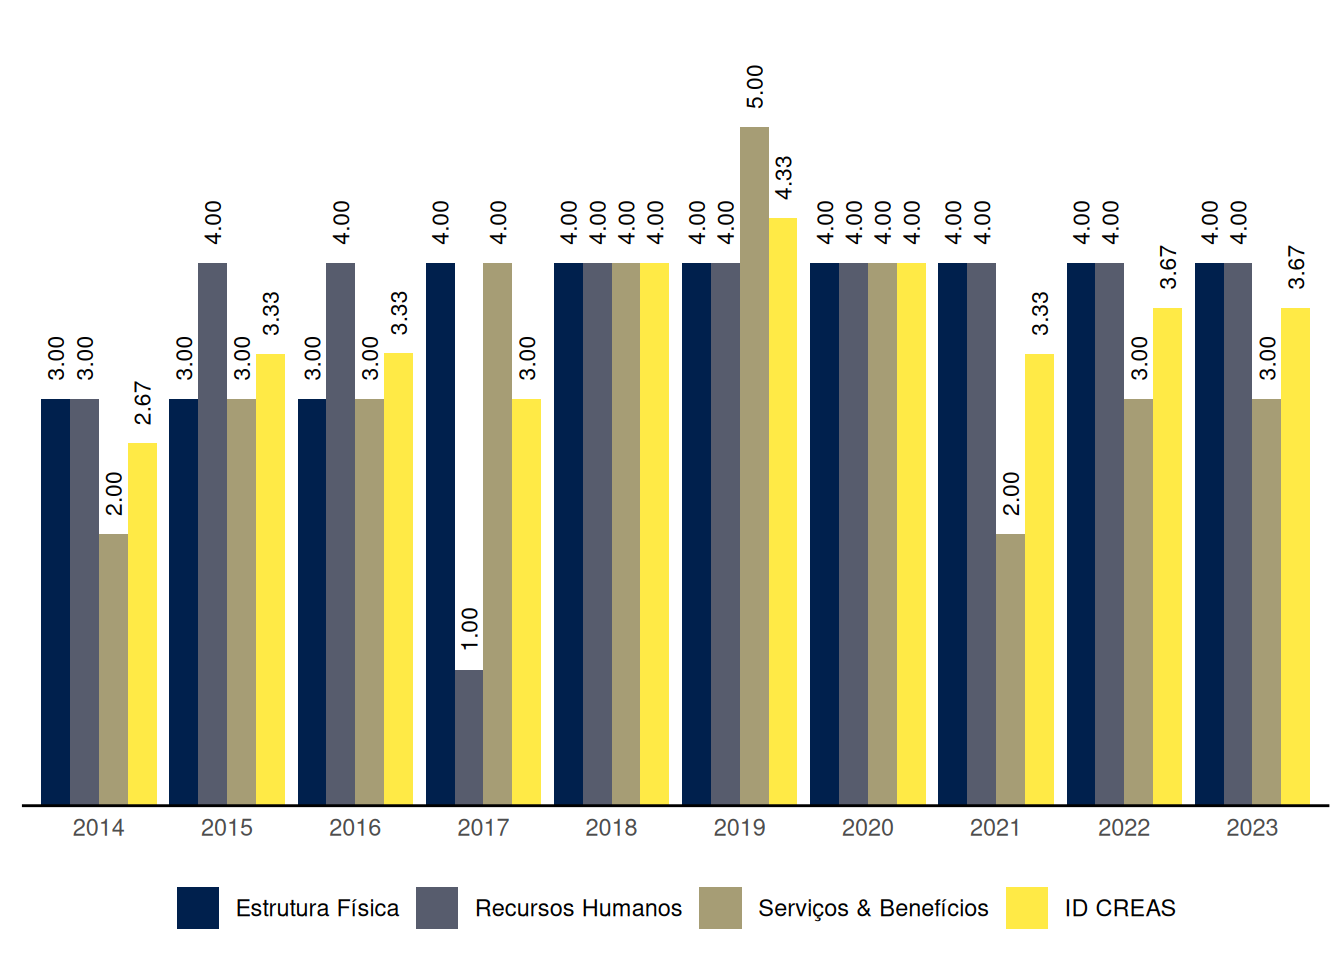 5.00
4.33
4.00 4.00 4.00 4.00 4.00 4.00 4.00 4.00 4.00 4.00 4.00 4.00 4.00 4.00 4.00 4.00 4.00 4.00 4.00 4.00
3.67 3.67
3.33 3.33 3.33
3.00 3.00 3.00 3.00 3.00 3.00 3.00 3.00 3.00
2.67
2.00 2.00
1.00
2014 2015 2016 2017 2018 2019 2020 2021 2022 2023
Estrutura Física Recursos Humanos Serviços & Benefícios ID CREAS